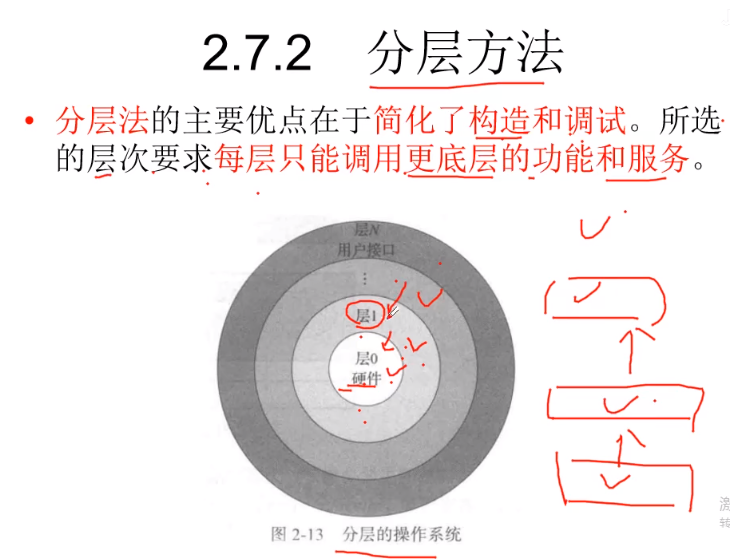 2.7.2 分层方法
• 分层法的主要优点在于简化了构造和调试。所选
的层次要求每层只能调用更底层的功能和服务。
层N
用户接口
⋮
层1
层0
硬件
图 2-13 分层的操作系统